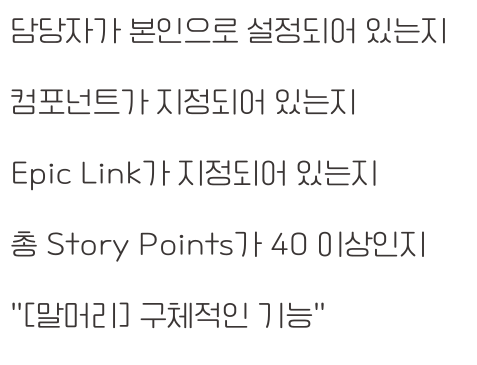 담당자가 본인으로 설정되어 있는지
컴포넌트가 지정되어 있는지
Epic Link가 지정되어 있는지
총 Story Points가 40 이상인지
"[말머리] 구체적인 기능"